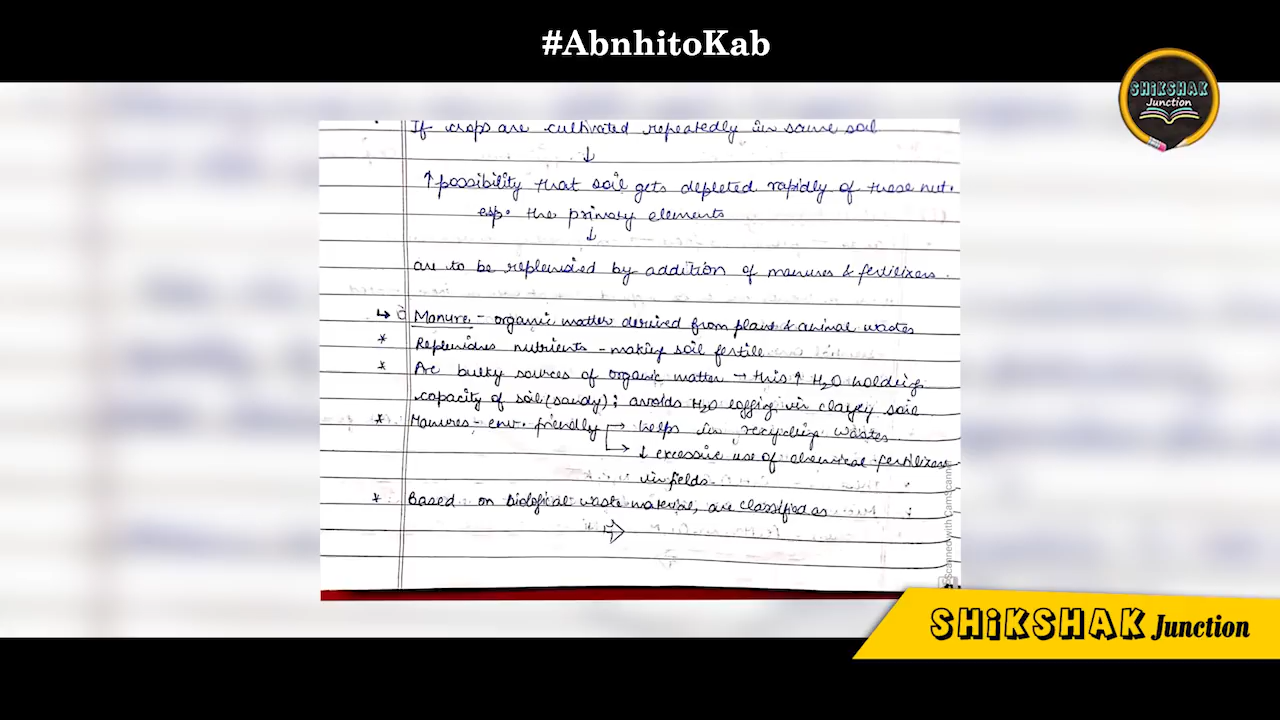 #AbnhitoKab
SHiKSHAK
Junction
If crops are cultivated repeatedly in same soil
↓
↑ possibility that soil gets depleted rapidly of these nut.
esp. the primary elements
↓
are to be replenished by addition of manures & fertilizers.
↳ Manure - organic matter derived from plant & animal wastes
* Replenishes nutrients - making soil fertile
* Are bulky sources of organic matter → this ↑ H₂O holding
capacity of soil (sandy); avoids H₂O logging in clayey soil
* Manures - env. friendly → helps in recycling wastes
→ ↓ excessive use of chemical fertilizers
in fields.
* Based on biological waste material, are classified as
⇒
Scanned with CamScanner
SHiKSHAK Junction